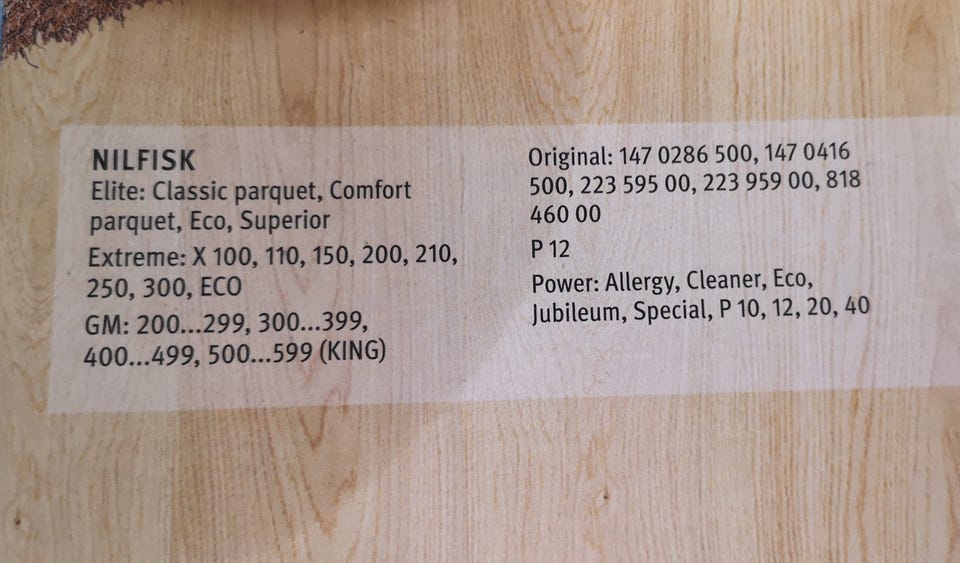 NILFISK
Elite: Classic parquet, Comfort
parquet, Eco, Superior
Extreme: X 100, 110, 150, 200, 210,
250, 300, ECO
GM: 200...299, 300...399,
400...499, 500...599 (KING)
Original: 147 0286 500, 147 0416
500, 223 595 00, 223 959 00, 818
460 00
P 12
Power: Allergy, Cleaner, Eco,
Jubileum, Special, P 10, 12, 20, 40